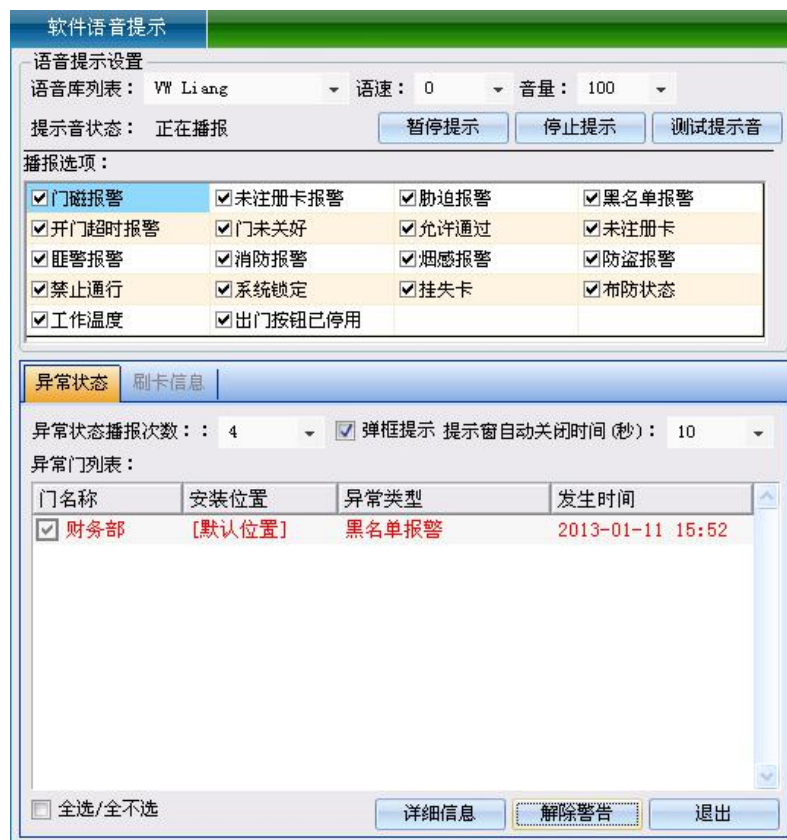 软件语音提示
语音提示设置
语音库列表： VW Liang 语速： 0 音量： 100
提示音状态： 正在播报 暂停提示 停止提示 测试提示音
播报选项：
门磁报警 未注册卡报警 胁迫报警 黑名单报警
开门超时报警 门未关好 允许通过 未注册卡
匪警报警 消防报警 烟感报警 防盗报警
禁止通行 系统锁定 挂失卡 布防状态
工作温度 出门按钮已停用
异常状态 刷卡信息
异常状态播报次数：： 4 弹框提示 提示窗自动关闭时间(秒)： 10
异常门列表：
门名称 安装位置 异常类型 发生时间
财务部 [默认位置] 黑名单报警 2013-01-11 15:52
全选/全不选 详细信息 解除警告 退出